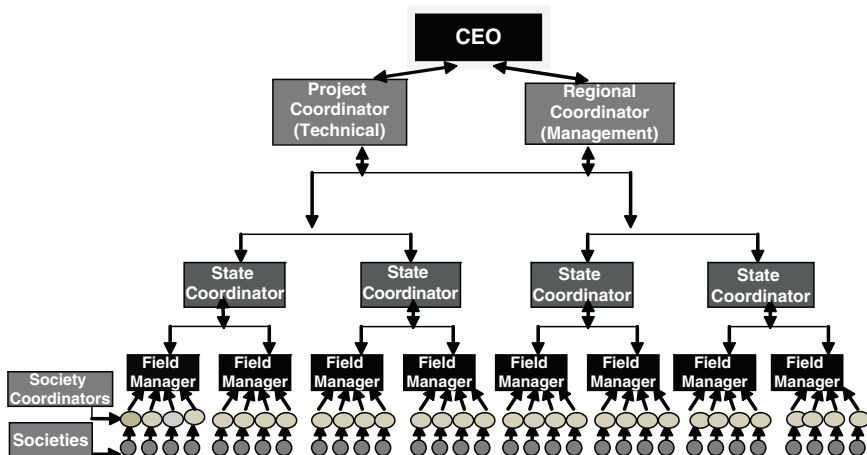 CEO
Project
Coordinator
(Technical)
Regional
Coordinator
(Management)
State
Coordinator
State
Coordinator
State
Coordinator
State
Coordinator
Field
Manager
Field
Manager
Field
Manager
Field
Manager
Field
Manager
Field
Manager
Field
Manager
Field
Manager
Society
Coordinators
Societies